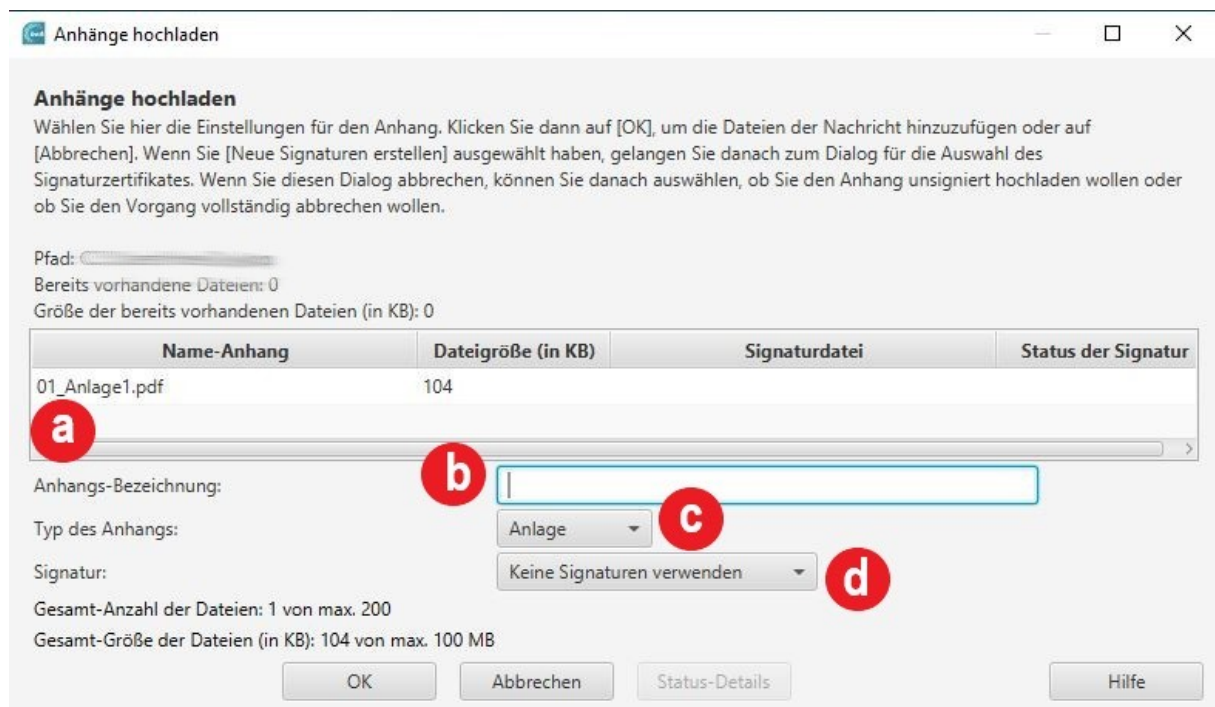 Anhänge hochladen
Anhänge hochladen
Wählen Sie hier die Einstellungen für den Anhang. Klicken Sie dann auf [OK], um die Dateien der Nachricht hinzuzufügen oder auf
[Abbrechen]. Wenn Sie [Neue Signaturen erstellen] ausgewählt haben, gelangen Sie danach zum Dialog für die Auswahl des
Signaturzertifikates. Wenn Sie diesen Dialog abbrechen, können Sie danach auswählen, ob Sie den Anhang unsigniert hochladen wollen oder
ob Sie den Vorgang vollständig abbrechen wollen.
Pfad:
Bereits vorhandene Dateien: 0
Größe der bereits vorhandenen Dateien (in KB): 0
Name-Anhang Dateigröße (in KB) Signaturdatei Status der Signatur
01_Anlage1.pdf 104
a
Anhangs-Bezeichnung: b
Typ des Anhangs: Anlage c
Signatur: Keine Signaturen verwenden d
Gesamt-Anzahl der Dateien: 1 von max. 200
Gesamt-Größe der Dateien (in KB): 104 von max. 100 MB
OK Abbrechen Status-Details Hilfe